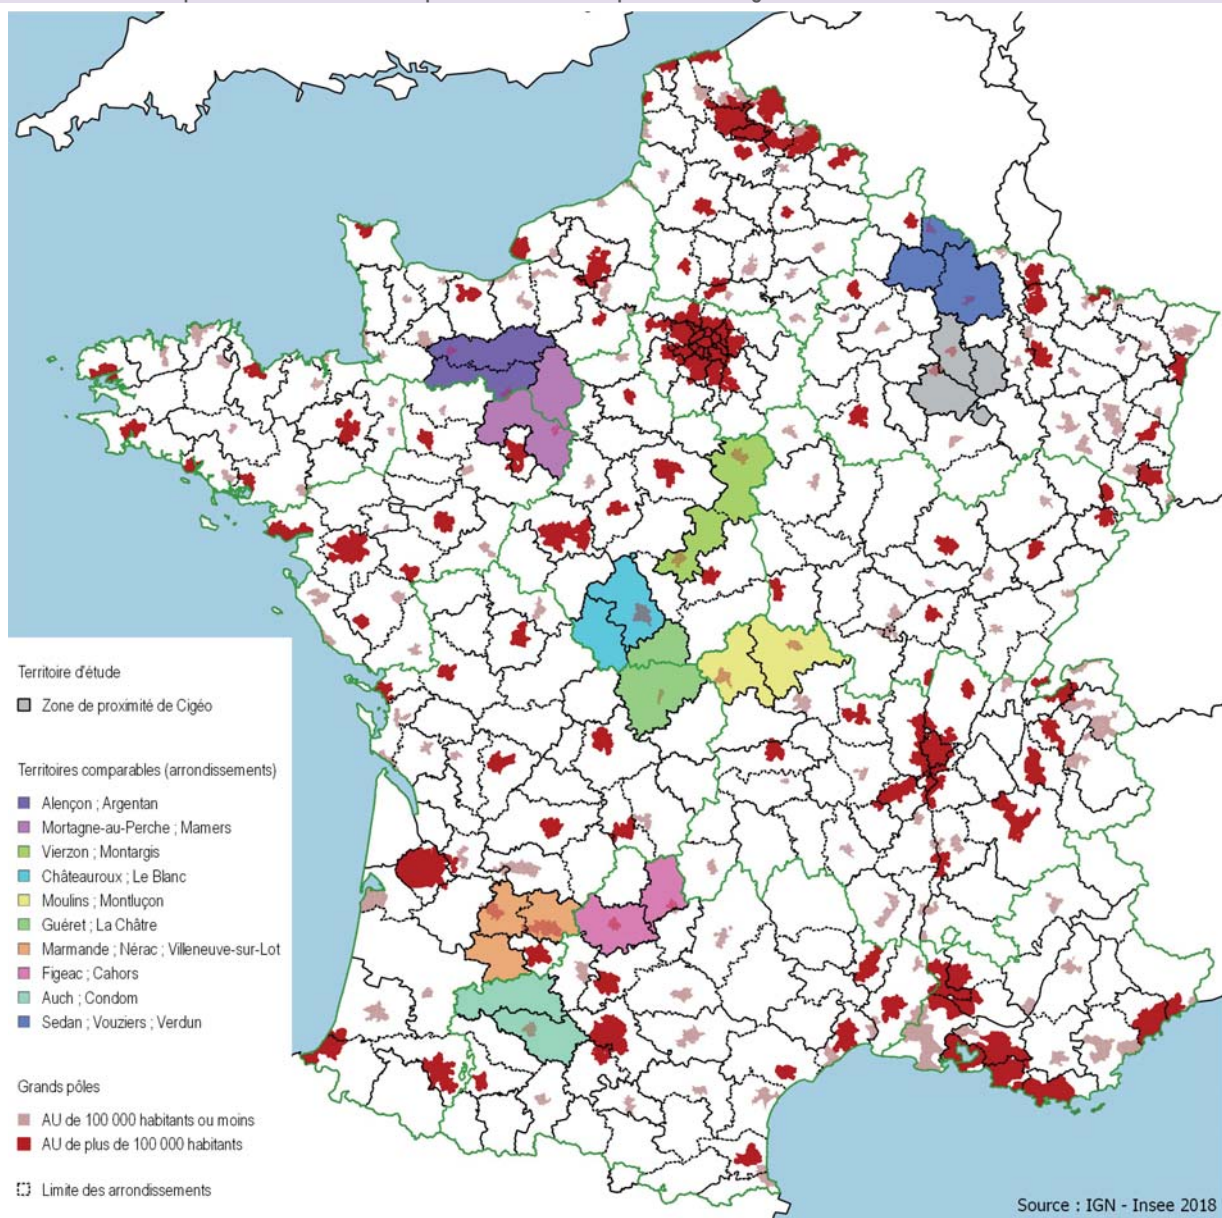 Territoire d'étude
Zone de proximité de Cigéo
Territoires comparables (arrondissements)
Alençon ; Argentan
Mortagne-au-Perche ; Mamers
Vierzon ; Montargis
Châteauroux ; Le Blanc
Moulins ; Montluçon
Guéret ; La Châtre
Marmande ; Nérac ; Villeneuve-sur-Lot
Figeac ; Cahors
Auch ; Condom
Sedan ; Vouziers ; Verdun
Grands pôles
AU de 100 000 habitants ou moins
AU de plus de 100 000 habitants
Limite des arrondissements
Source : IGN - Insee 2018